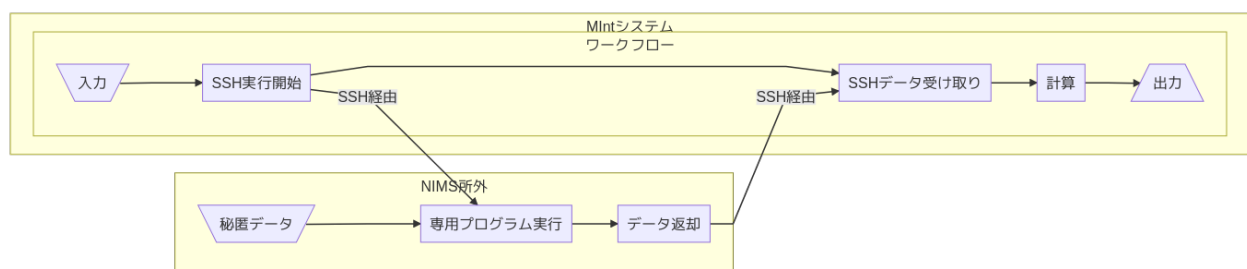 MIntシステム
ワークフロー
入力
SSH実行開始
SSH経由
SSH経由
SSHデータ受け取り
計算
出力
NIMS所外
秘匿データ
専用プログラム実行
データ返却